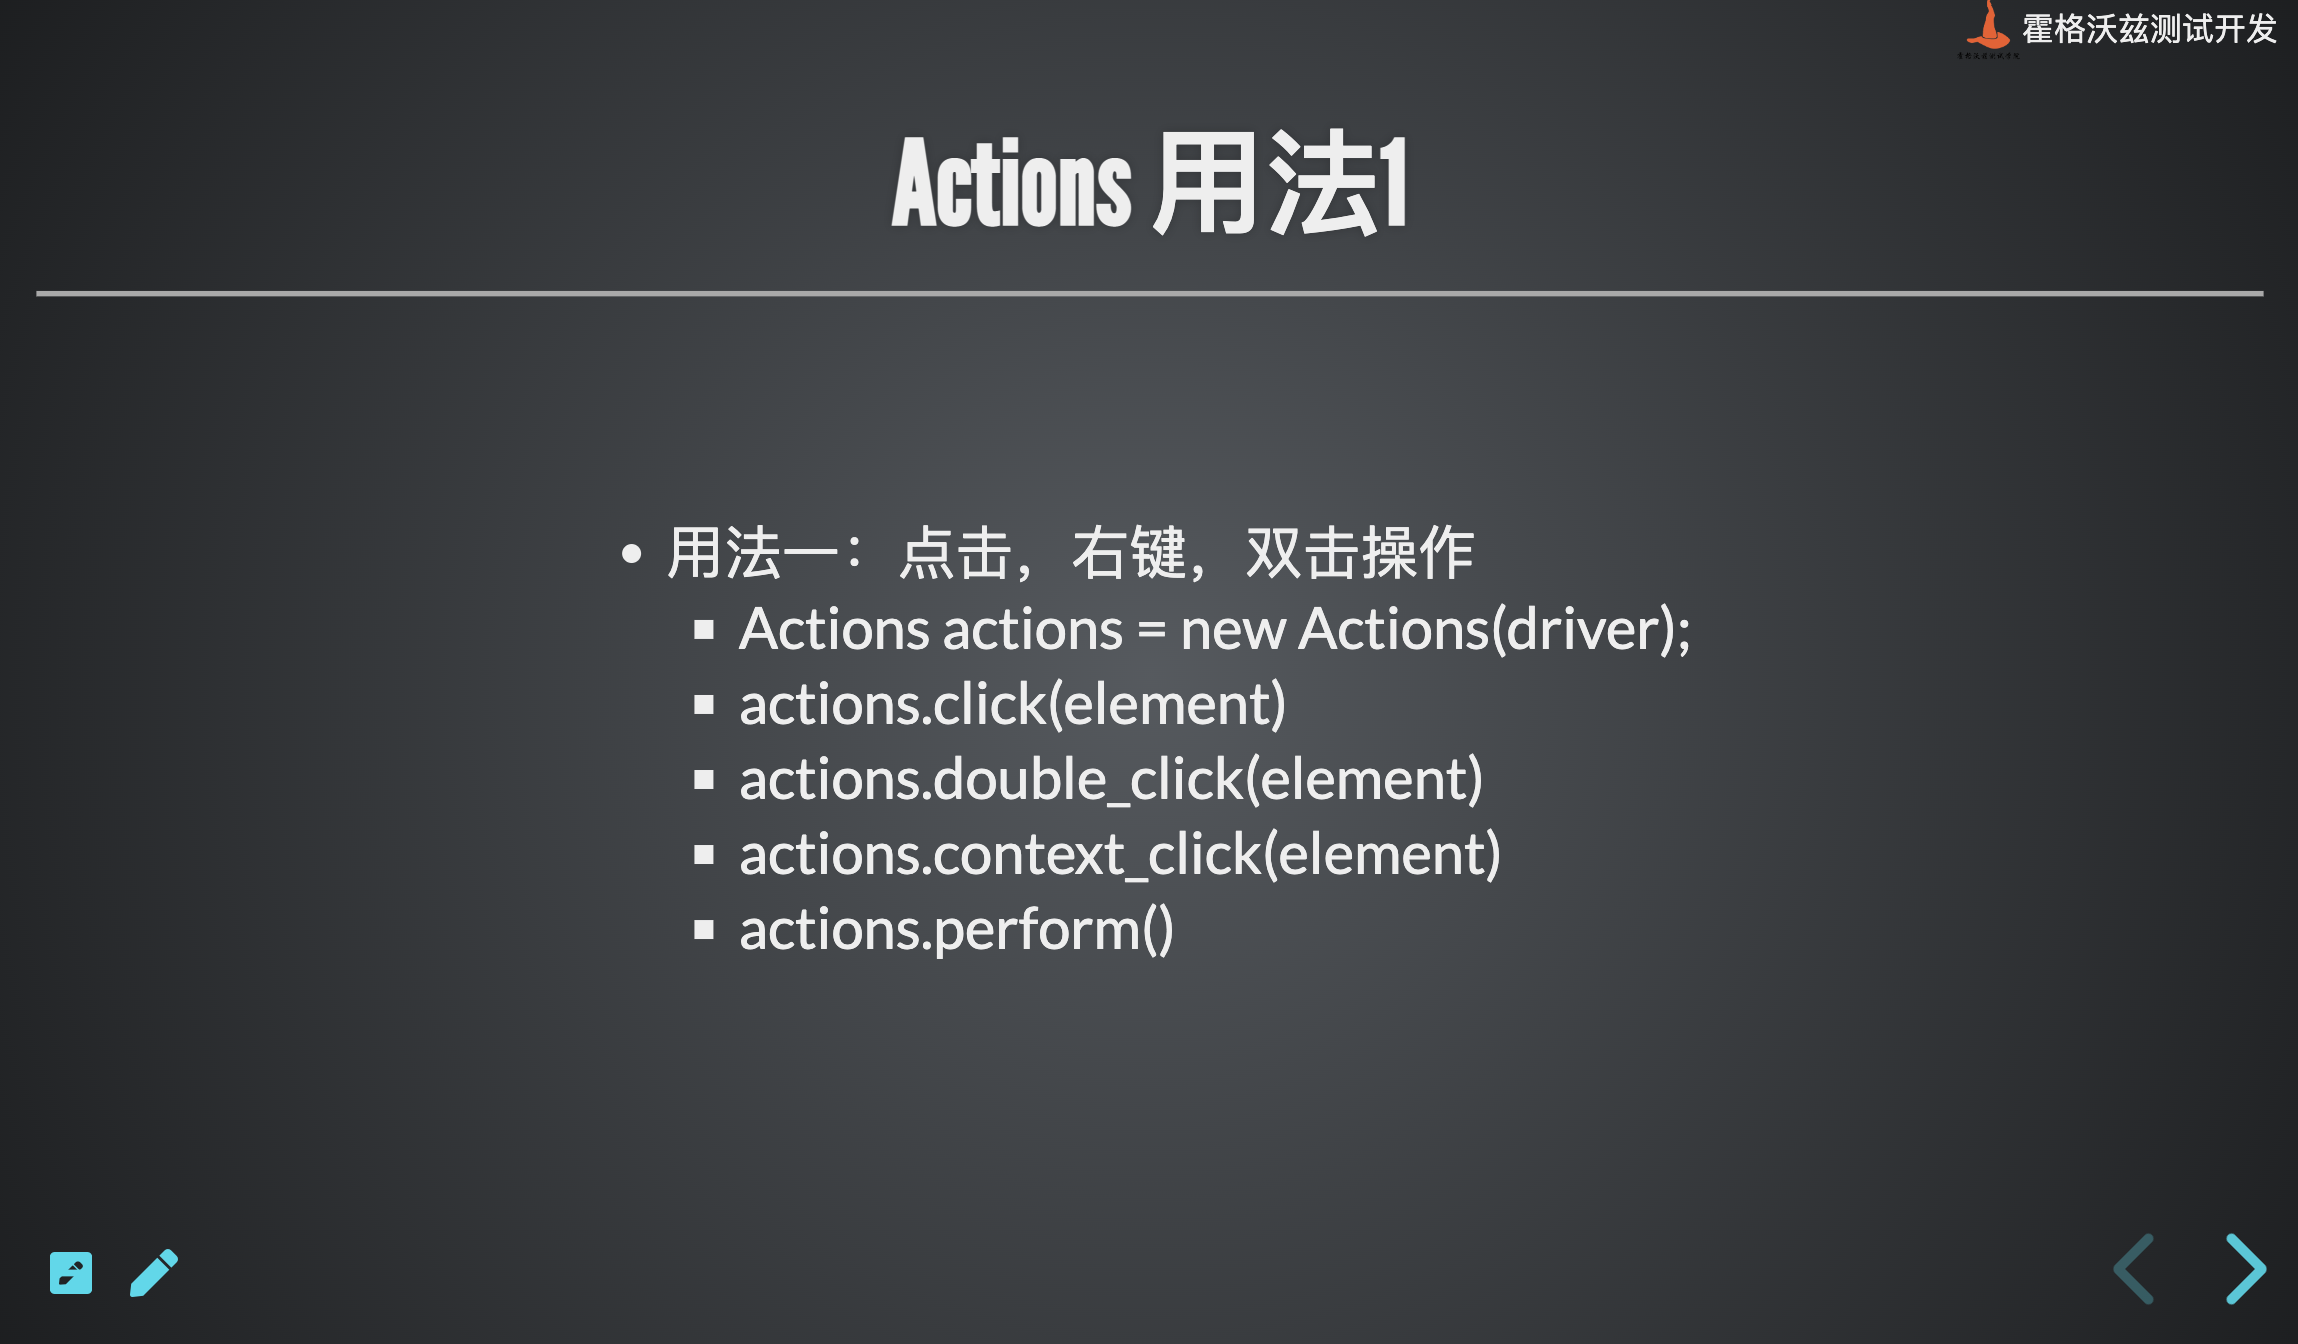 霍格沃兹测试开发
Actions 用法1
用法一：点击，右键，双击操作
Actions actions = new Actions(driver);
actions.click(element)
actions.double_click(element)
actions.context_click(element)
actions.perform()